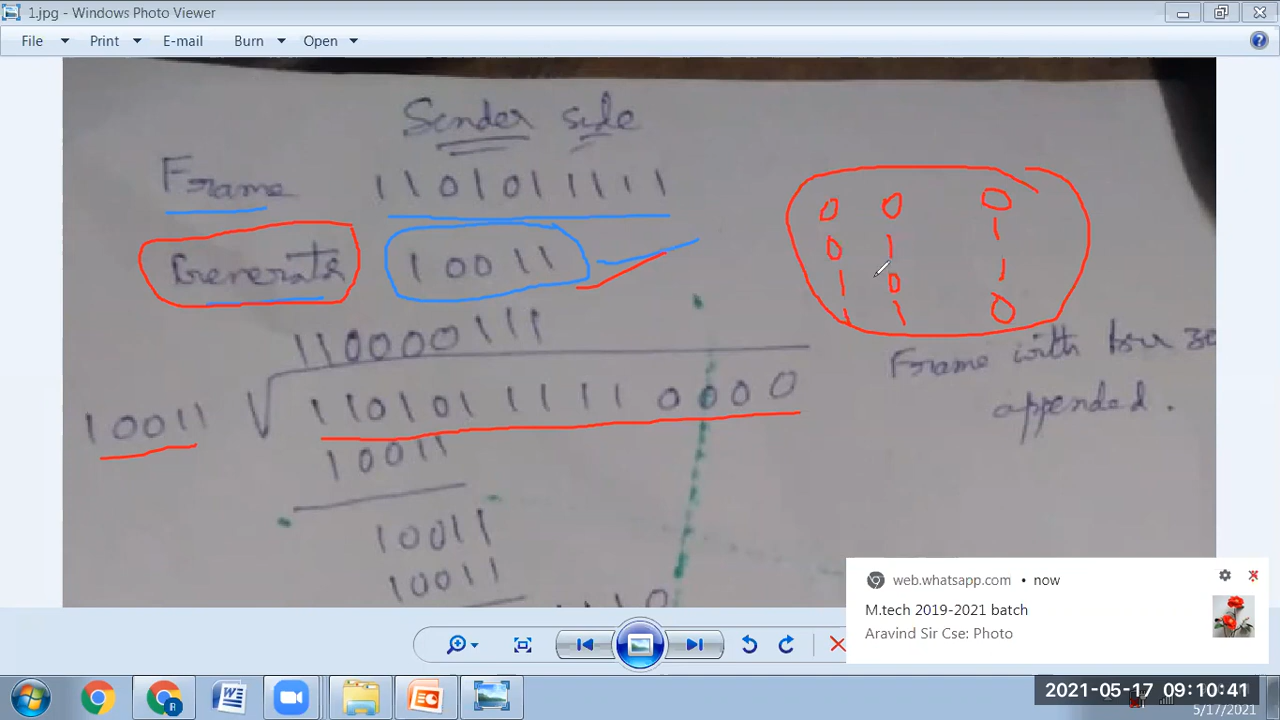 1.jpg - Windows Photo Viewer
File Print E-mail Burn Open
Sender side
Frame 1101011111
Generator 10011
0 0 0
0 1 1
1 0 1
1 1 0
110000111
10011 11010111110000
Frame with four
appended.
10011
10011
10011
1110
web.whatsapp.com • now
M.tech 2019-2021 batch
Aravind Sir Cse: Photo
2021-05-17 09:10:41
5/17/2021